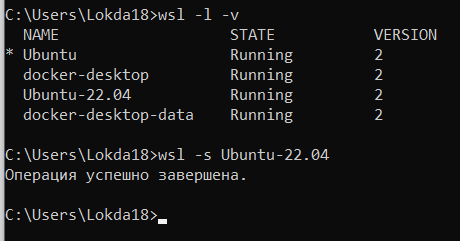 C:\Users\Lokda18>wsl -l -v
  NAME                   STATE           VERSION
* Ubuntu                 Running         2
  docker-desktop         Running         2
  Ubuntu-22.04           Running         2
  docker-desktop-data    Running         2
C:\Users\Lokda18>wsl -s Ubuntu-22.04
Операция успешно завершена.
C:\Users\Lokda18>